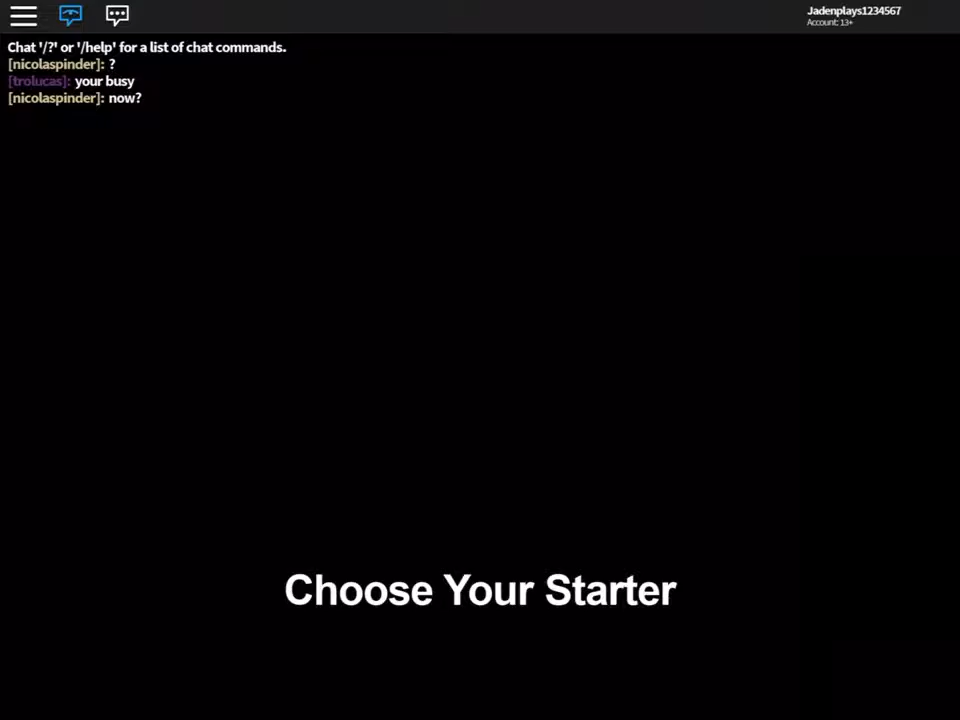 Jadenplays1234567
Account: 13+
Chat '/?' or '/help' for a list of chat commands.
[nicolaspinder]: ?
[trolucas]: your busy
[nicolaspinder]: now?
Choose Your Starter